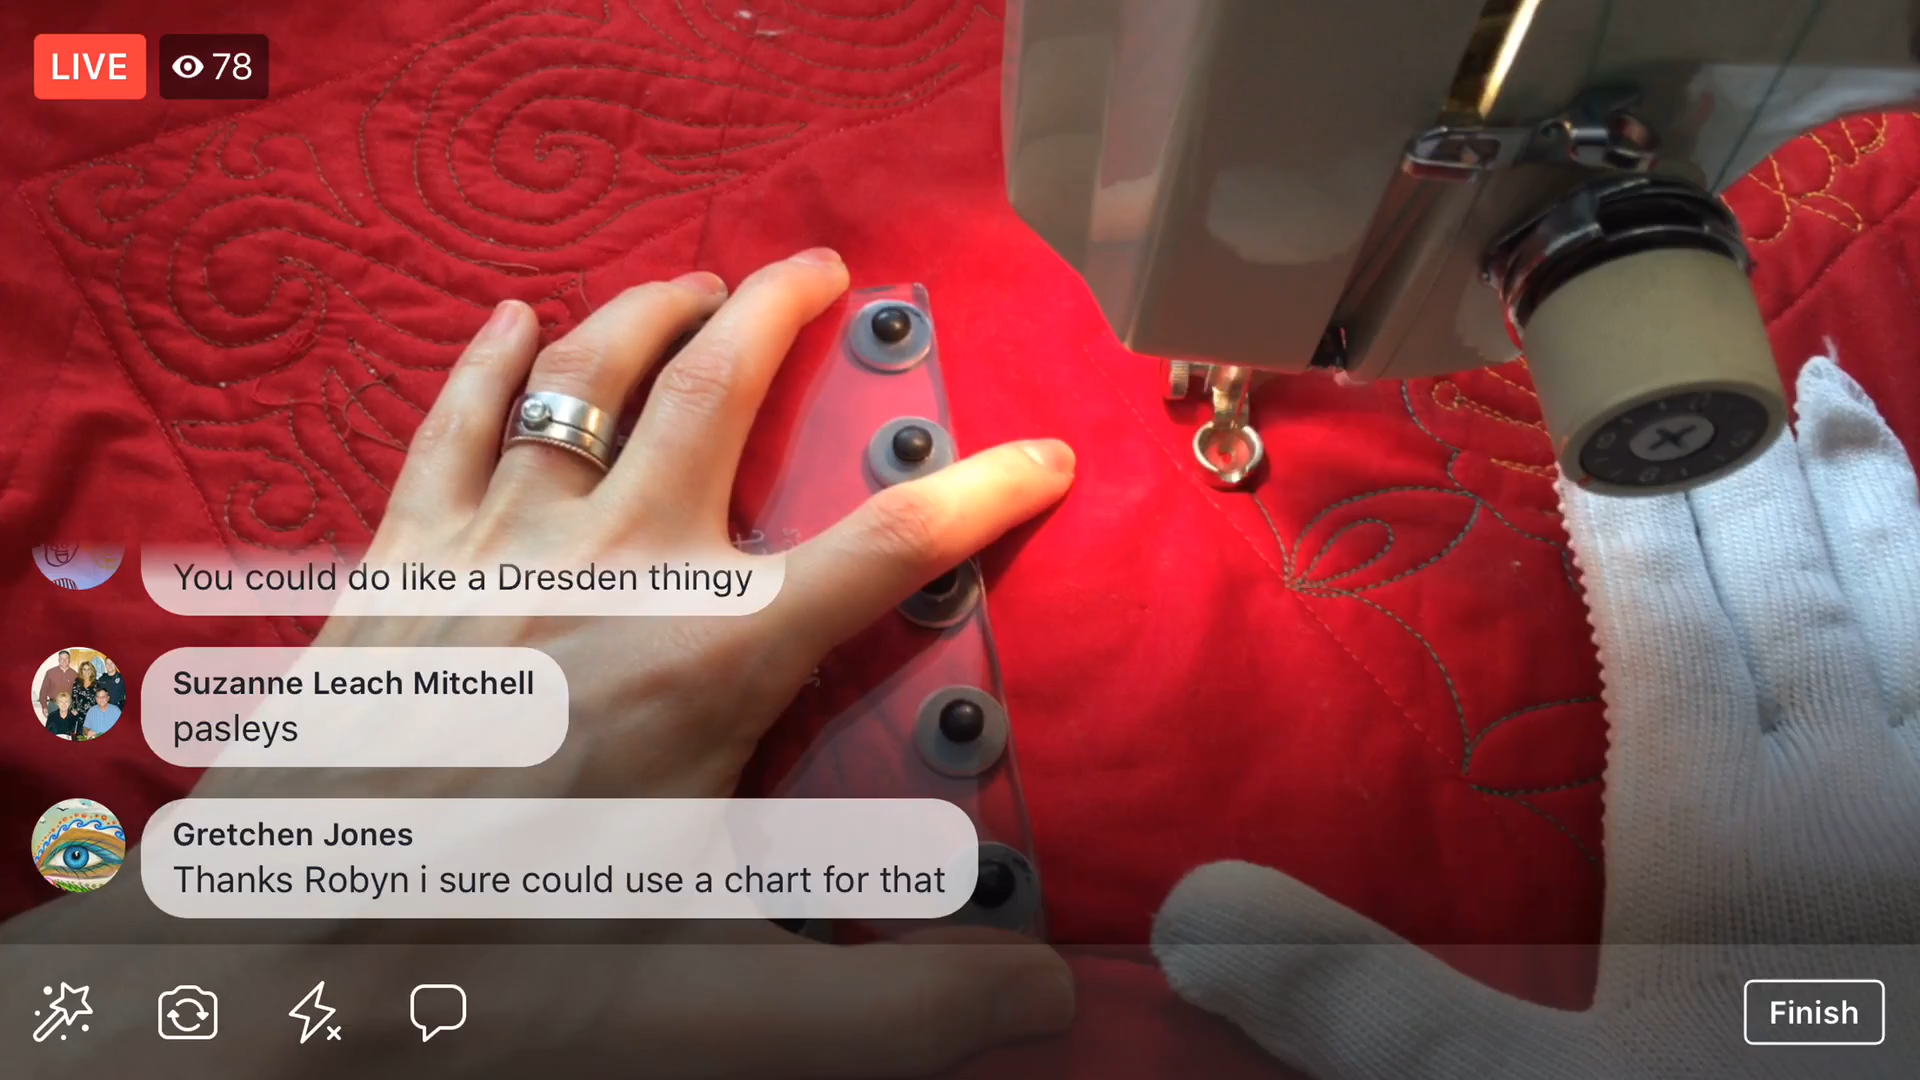 LIVE 78
You could do like a Dresden thingy
Suzanne Leach Mitchell
pasleys
Gretchen Jones
Thanks Robyn i sure could use a chart for that
Finish